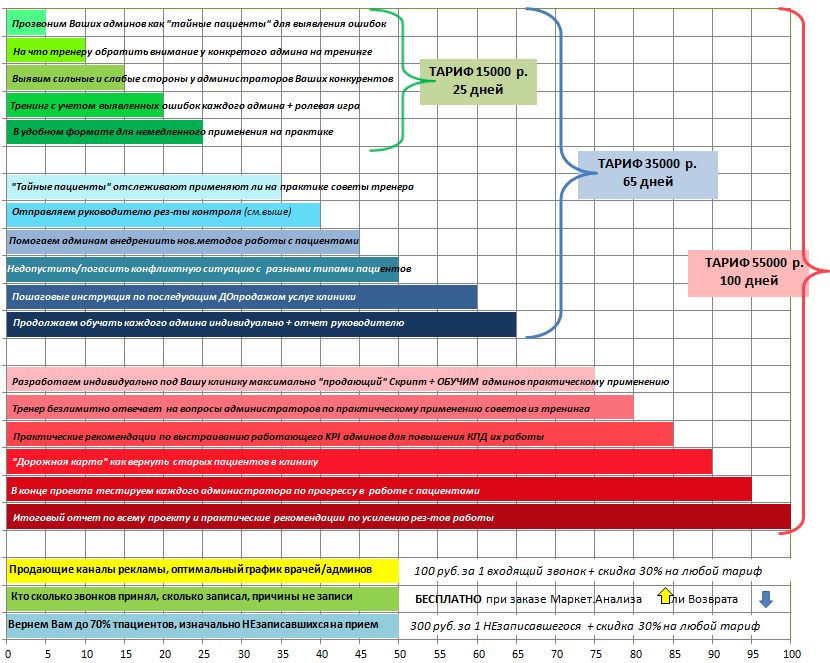 Прозвоним Ваших админов как "тайные пациенты" для выявления ошибок
На что тренеру обратить внимание у конкретого админа на тренинге
Выявим сильные и слабые стороны у администраторов Ваших конкурентов
Тренинг с учетом выявленных ошибок каждого админа + ролевая игра
В удобном формате для немедленного применения на практике
ТАРИФ 15000 р.
25 дней
"Тайные пациенты" отслеживают применяют ли на практике советы тренера
Отправляем руководителю рез-ты контроля (см.выше)
Помогаем админам внедрениить нов.методов работы с пациентами
Недопустить/погасить конфликтную ситуацию с разными типами пациентов
Пошаговые инструкция по последующим ДОпродажам услуг клиники
Продолжаем обучать каждого админа индивидуально + отчет руководителю
ТАРИФ 35000 р.
65 дней
ТАРИФ 55000 р.
100 дней
Разработаем индивидуально под Вашу клинику максимально "продающий" Скрипт + ОБУЧИМ админов практическому применению
Тренер безлимитно отвечает на вопросы администраторов по практичческому применению советов из тренинга
Практические рекомендации по выстраиванию работающего KPI админов для повышения КПД их работы
"Дорожная карта" как вернуть старых пациентов в клинику
В конце проекта тестируем каждого администратора по прогрессу в работе с пациентами
Итоговый отчет по всему проекту и практические рекомендации по усилению рез-тов работы
Продающие каналы рекламы, оптимальный график врачей/админов
100 руб. за 1 входящий звонок + скидка 30% на любой тариф
Кто сколько звонков принял, сколько записал, причины не записи
БЕСПЛАТНО при заказе Маркет.Анализа ли Возврата
Вернем Вам до 70% тпациентов, изначально НЕзаписавшихся на прием
300 руб. за 1 НЕзаписавшегося + скидка 30% на любой тариф
0 5 10 15 20 25 30 35 40 45 50 55 60 65 70 75 80 85 90 95 100